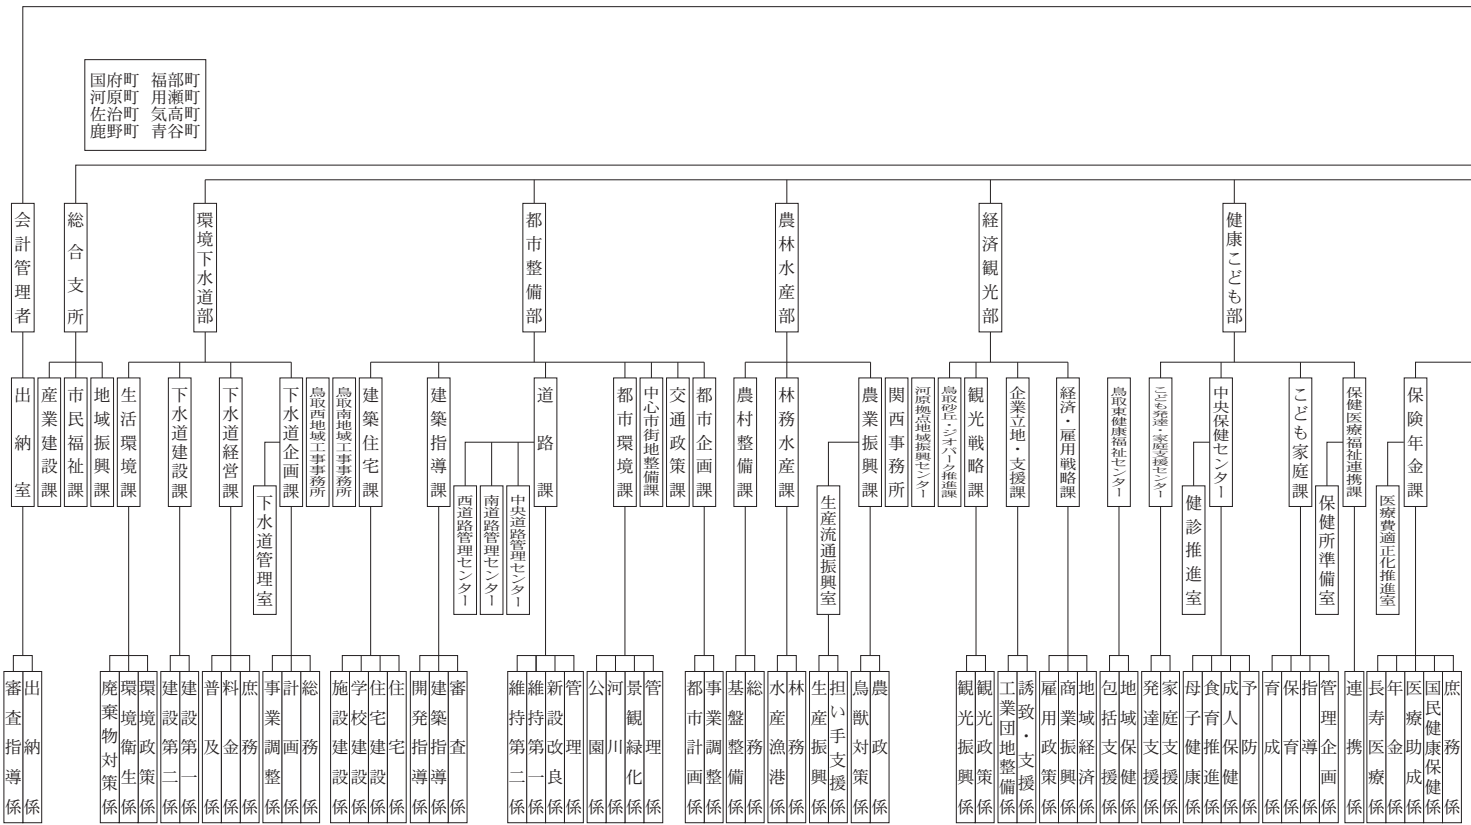 国府町 福部町
河原町 用瀬町
佐治町 気高町
鹿野町 青谷町
健康こども部
経済観光部
農林水産部
都市整備部
環境下水道部
総合支所
会計管理者
保険年金課
保健医療福祉連携課
こども家庭課
中央保健センター
こども発達・家庭支援センター
鳥取東健康福祉センター
経済・雇用戦略課
企業立地・支援課
観光戦略課
鳥取砂丘・ジオパーク推進課
河原拠点地域振興センター
関西事務所
農業振興課
林務水産課
農村整備課
都市企画課
交通政策課
中心市街地整備課
都市環境課
道路課
建築指導課
建築住宅課
鳥取南地域工事事務所
鳥取西地域工事事務所
下水道企画課
下水道経営課
下水道建設課
生活環境課
地域振興課
市民福祉課
産業建設課
出納室
医療費適正化推進室
保健所準備室
健診推進室
生産流通振興室
中央道路管理センター
南道路管理センター
西道路管理センター
下水道管理室
庶務係
国民健康保健係
医療助成係
年金係
長寿医療係
連携係
管理企画係
指導係
保育係
育成係
予防係
成人保健係
食育推進係
母子健康係
家庭支援係
発達支援係
地域保健係
包括支援係
地域経済係
商業振興係
雇用政策係
誘致・支援係
工業団地整備係
観光政策係
観光振興係
農政係
鳥獣対策係
担い手支援係
生産振興係
林務係
水産漁港係
総務係
基盤整備係
事業調整係
都市計画係
管理係
景観緑化係
河川係
公園係
管理係
新設改良係
維持第一係
維持第二係
審査係
建築指導係
開発指導係
住宅係
住宅建設係
学校建設係
施設建設係
総務係
計画係
事業調整係
庶務係
料金係
普及係
建設第一係
建設第二係
環境政策係
環境衛生係
廃棄物対策係
出納係
審査指導係